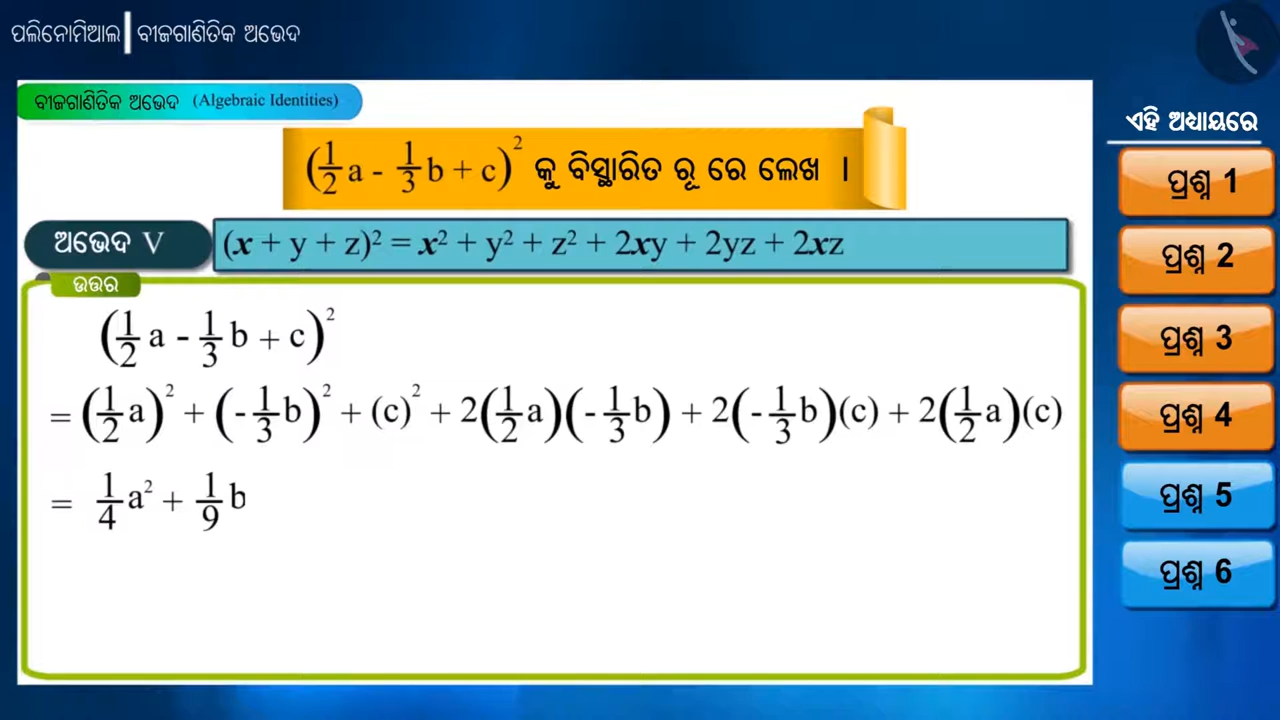 ପଲିନୋମିଆଲ | ବୀଜଗାଣିତିକ ଅଭେଦ
ବୀଜଗାଣିତିକ ଅଭେଦ (Algebraic Identities)
(1/2 a - 1/3 b + c)² କୁ ବିସ୍ଥାରିତ ରୂ ରେ ଲେଖ ।
ଅଭେଦ V (x + y + z)² = x² + y² + z² + 2xy + 2yz + 2xz
ଉତ୍ତର
(1/2 a - 1/3 b + c)²
= (1/2 a)² + (- 1/3 b)² + (c)² + 2(1/2 a)(- 1/3 b) + 2(- 1/3 b)(c) + 2(1/2 a)(c)
= 1/4 a² + 1/9 b
ଏହି ଅଧ୍ୟାୟରେ
ପ୍ରଶ୍ନ 1
ପ୍ରଶ୍ନ 2
ପ୍ରଶ୍ନ 3
ପ୍ରଶ୍ନ 4
ପ୍ରଶ୍ନ 5
ପ୍ରଶ୍ନ 6